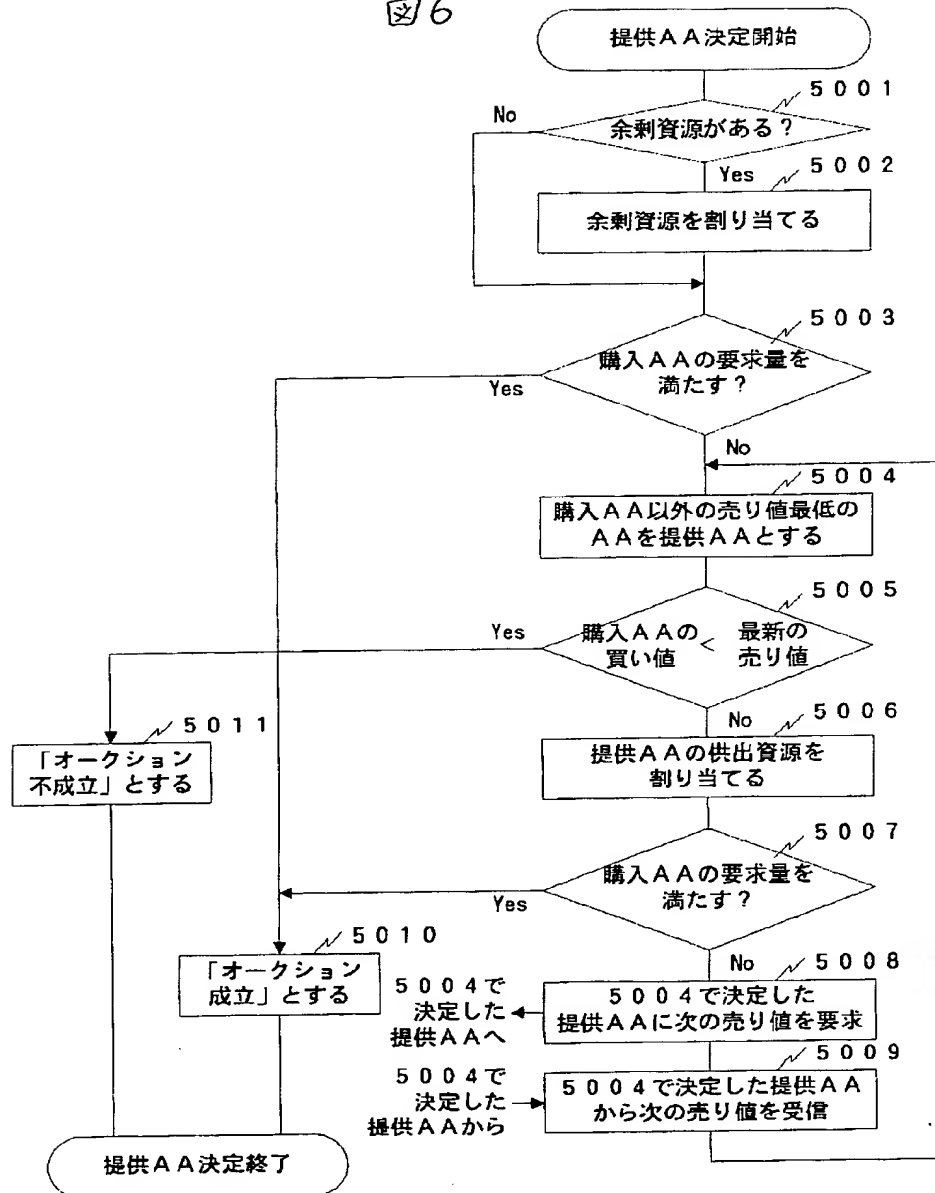 図6
提供AA決定開始
5001
No
余剰資源がある?
5002
Yes
余剰資源を割り当てる
5003
購入AAの要求量を
満たす?
Yes
No
5004
購入AA以外の売り値最低の
AAを提供AAとする
5005
Yes
購入AAの
買い値
<
最新の
売り値
5011
No
5006
「オークション
不成立」とする
提供AAの供出資源を
割り当てる
5007
購入AAの要求量を
満たす?
Yes
5010
No
5008
「オークション
成立」とする
5004で
決定した
提供AAへ
5004で決定した
提供AAに次の売り値を要求
5009
5004で
決定した
提供AAから
5004で決定した提供AA
から次の売り値を受信
提供AA決定終了